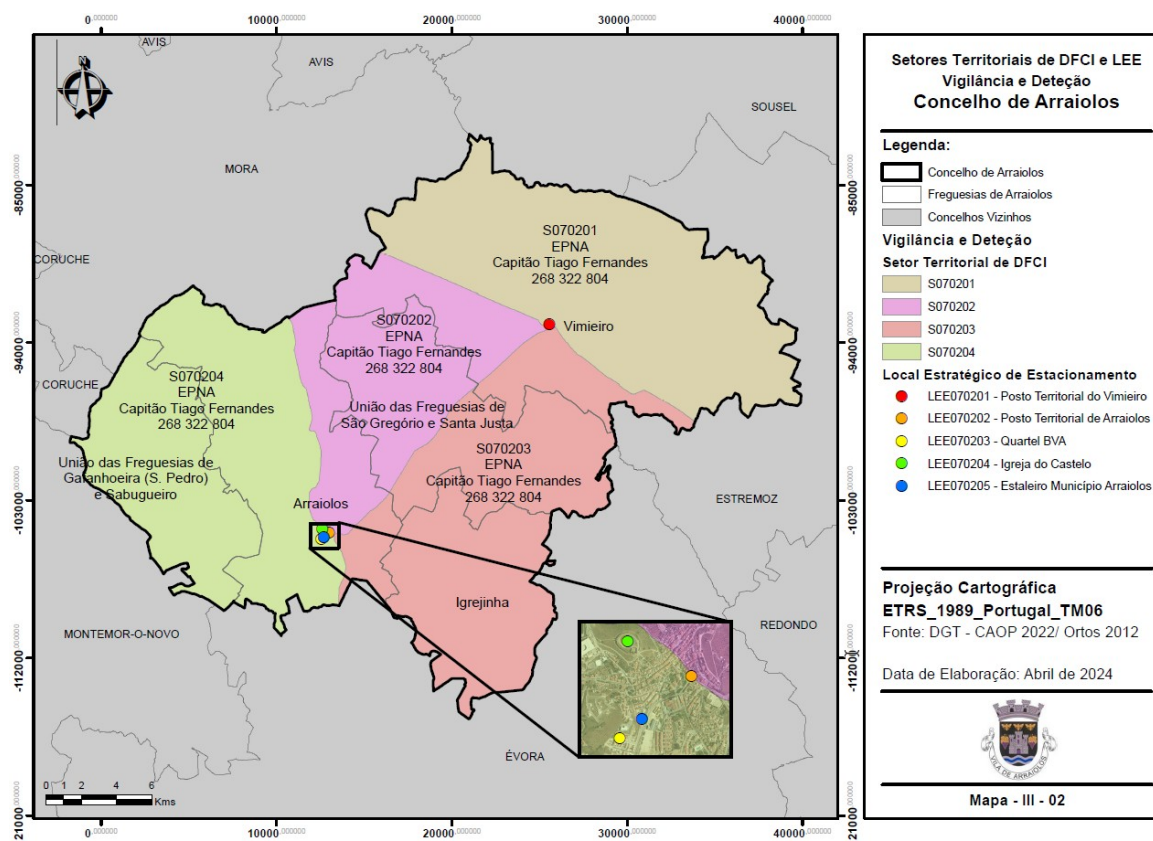 0,000000
10000,000000
20000,000000
30000,000000
40000,000000
AVIS
AVIS
SOUSEL
MORA
CORUCHE
CORUCHE
ESTREMOZ
REDONDO
MONTEMOR-O-NOVO
ÉVORA
-85000,000000
-85000,000000
-94000,000000
-94000,000000
-103000,000000
-103000,000000
-112000,000000
-112000,000000
21000,000000
21000,000000
S070201
EPNA
Capitão Tiago Fernandes
268 322 804
Vimieiro
S070202
EPNA
Capitão Tiago Fernandes
268 322 804
União das Freguesias de
São Gregório e Santa Justa
S070204
EPNA
Capitão Tiago Fernandes
268 322 804
União das Freguesias de
Gafanhoeira (S. Pedro)
e Sabugueiro
S070203
EPNA
Capitão Tiago Fernandes
268 322 804
Arraiolos
Igrejinha
0 1 2 4 6
Kms
0,000000
10000,000000
20000,000000
30000,000000
40000,000000
Setores Territoriais de DFCI e LEE
Vigilância e Deteção
Concelho de Arraiolos
Legenda:
Concelho de Arraiolos
Freguesias de Arraiolos
Concelhos Vizinhos
Vigilância e Deteção
Setor Territorial de DFCI
S070201
S070202
S070203
S070204
Local Estratégico de Estacionamento
LEE070201 - Posto Territorial do Vimieiro
LEE070202 - Posto Territorial de Arraiolos
LEE070203 - Quartel BVA
LEE070204 - Igreja do Castelo
LEE070205 - Estaleiro Município Arraiolos
Projeção Cartográfica
ETRS_1989_Portugal_TM06
Fonte: DGT - CAOP 2022/ Ortos 2012
Data de Elaboração: Abril de 2024
VILA DE ARRAIOLOS
Mapa - III - 02